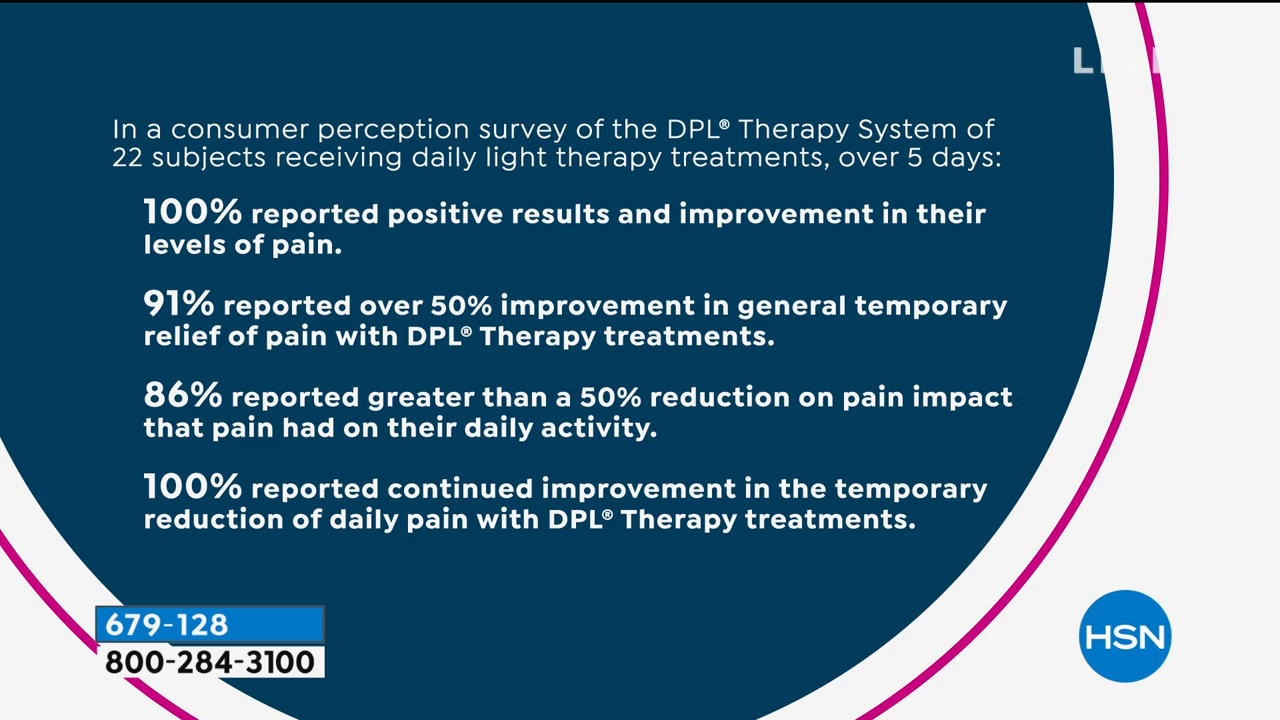 LIVE
In a consumer perception survey of the DPL® Therapy System of
22 subjects receiving daily light therapy treatments, over 5 days:
100% reported positive results and improvement in their
levels of pain.
91% reported over 50% improvement in general temporary
relief of pain with DPL® Therapy treatments.
86% reported greater than a 50% reduction on pain impact
that pain had on their daily activity.
100% reported continued improvement in the temporary
reduction of daily pain with DPL® Therapy treatments.
679-128
800-284-3100
HSN